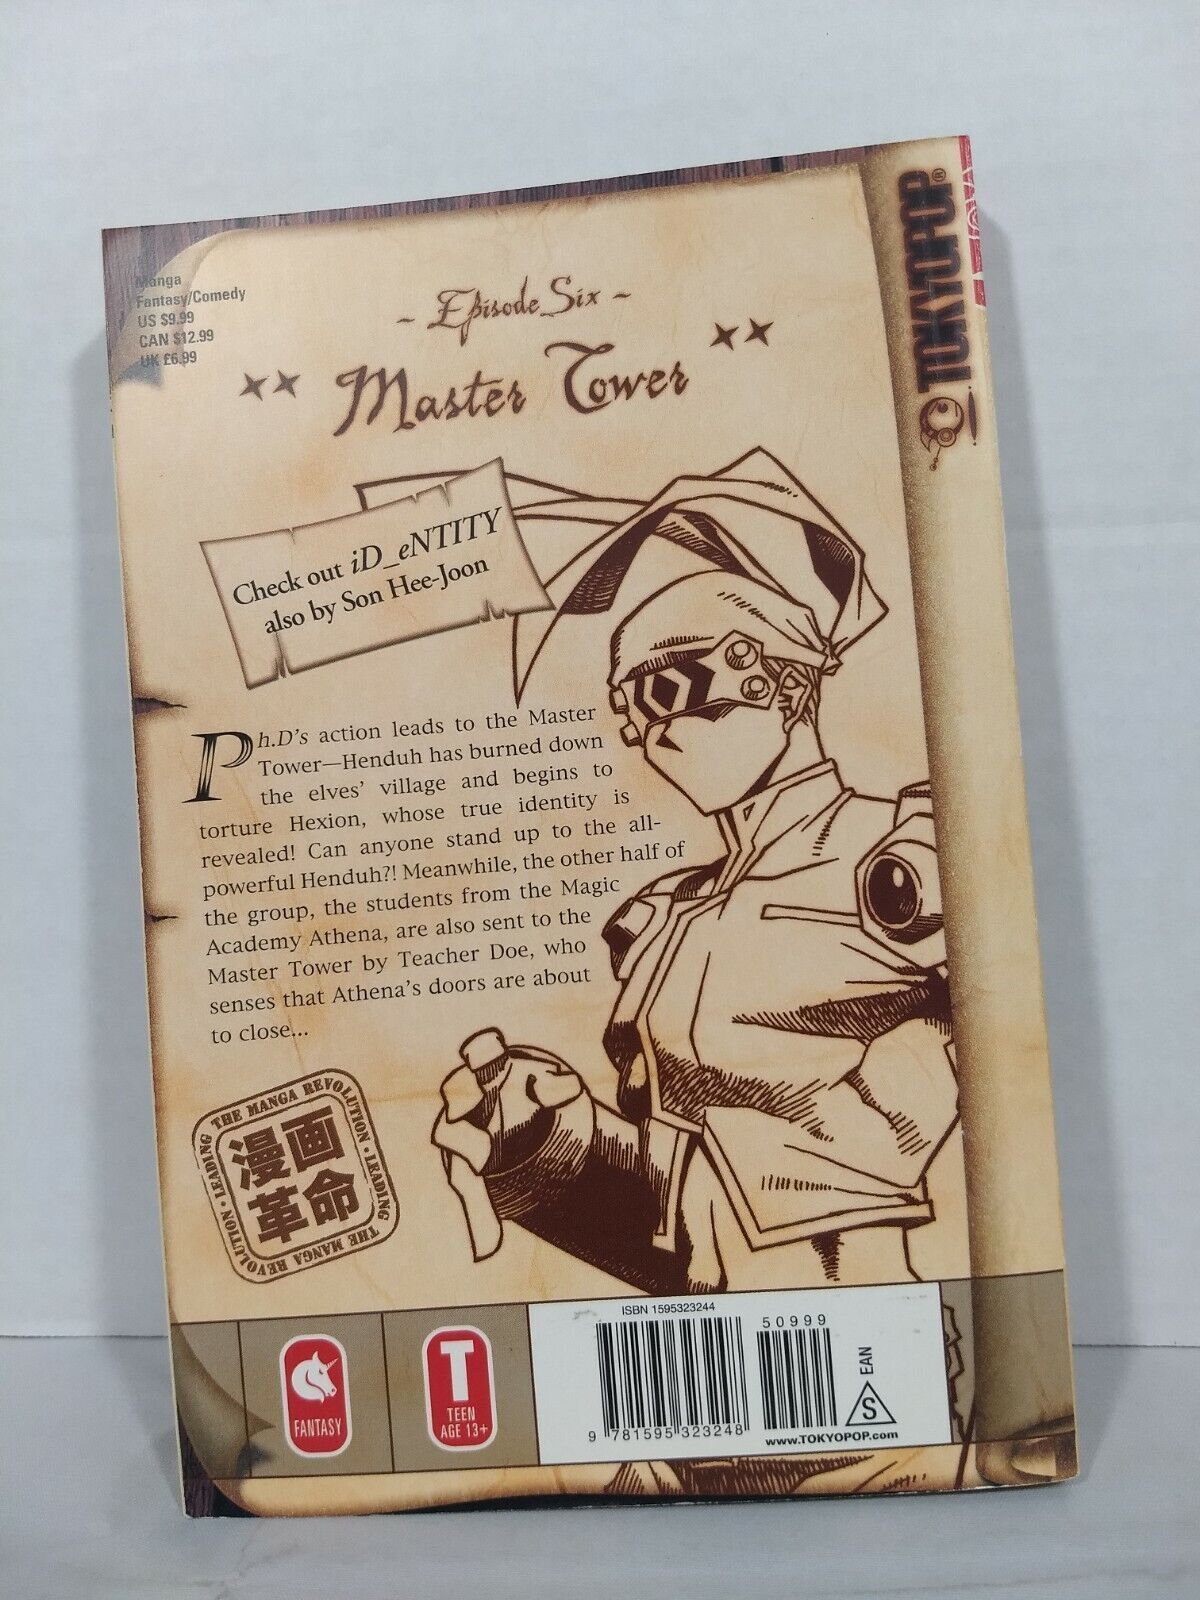 Manga
Fantasy/Comedy
US $9.99
CAN $12.99
UK £6.99
~ Episode Six ~
Master Tower
TOKYOPOP®
Check out iD_eNTITY
also by Son Hee-Joon
Ph.D's action leads to the Master
Tower—Henduh has burned down
the elves' village and begins to
torture Hexion, whose true identity is
revealed! Can anyone stand up to the all-
powerful Henduh?! Meanwhile, the other half of
the group, the students from the Magic
Academy Athena, are also sent to the
Master Tower by Teacher Doe, who
senses that Athena's doors are about
to close...
THE MANGA REVOLUTION · LEADING
THE MANGA REVOLUTION · LEADING
漫画
革命
FANTASY
T
TEEN
AGE 13+
ISBN 1595323244
50999
9 781595 323248
EAN
S
www.TOKYOPOP.com